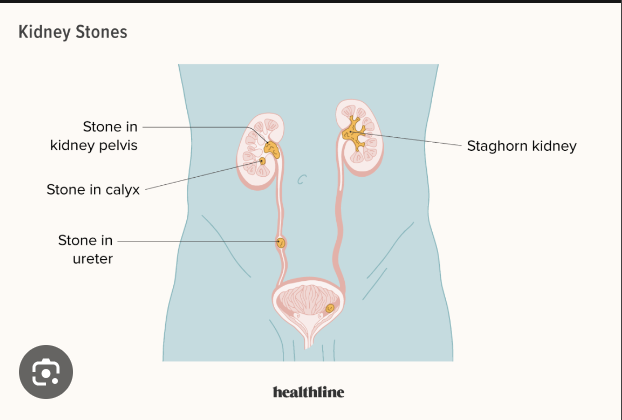 Kidney Stones
Stone in
kidney pelvis
Staghorn kidney
Stone in calyx
Stone in
ureter
healthline